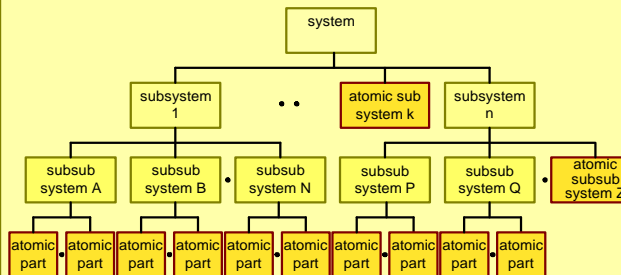 system
subsystem
1
atomic sub
system k
subsystem
n
subsub
system A
subsub
system B
subsub
system N
subsub
system P
subsub
system Q
atomic
subsub
system Z
atomic
part
atomic
part
atomic
part
atomic
part
atomic
part
atomic
part
atomic
part
atomic
part
atomic
part
atomic
part